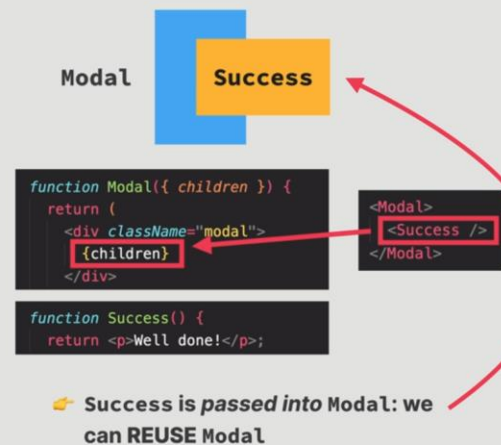 Modal
Success
function Modal({ children }) {
return (
<div className="modal">
{children}
</div>
<Modal>
<Success />
</Modal>
function Success() {
return <p>Well done!</p>;
👉 Success is passed into Modal: we
can REUSE Modal